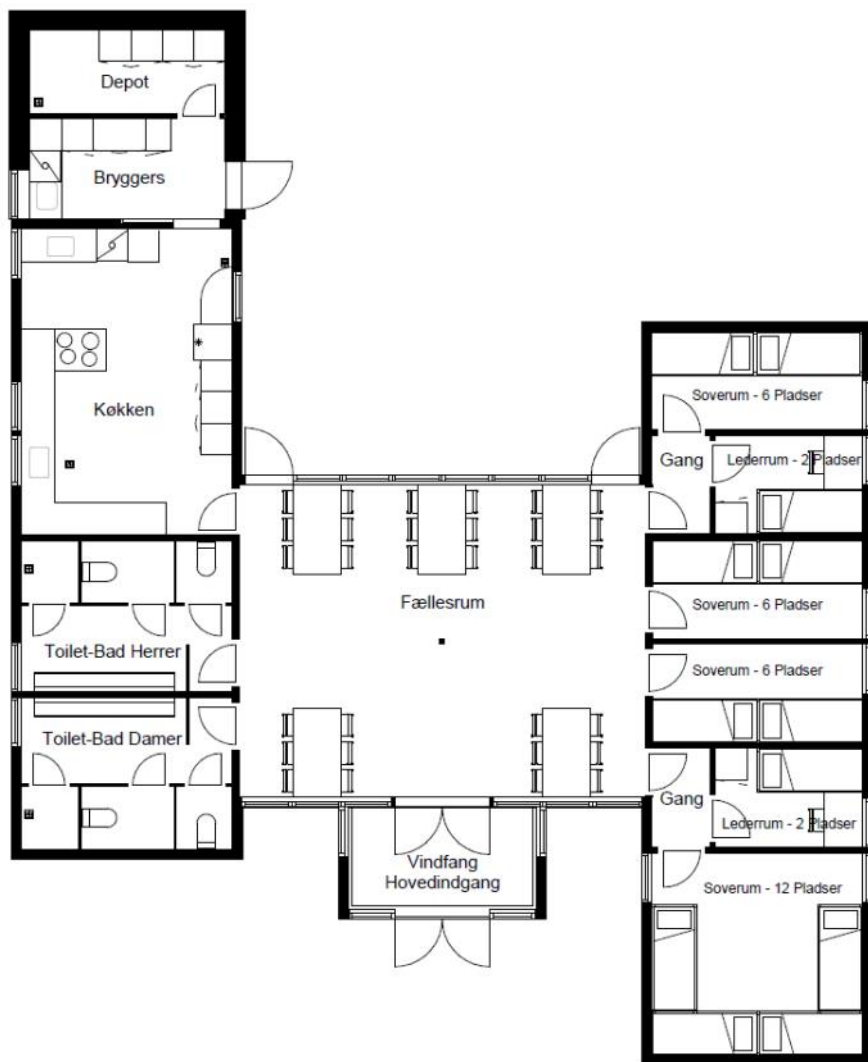 Depot
Bryggers
Køkken
Soverum - 6 Pladser
Gang
Lederrum - 2 Pladser
Fællesrum
Soverum - 6 Pladser
Toilet-Bad Herrer
Soverum - 6 Pladser
Toilet-Bad Damer
Gang
Lederrum - 2 Pladser
Vindfang
Hovedindgang
Soverum - 12 Pladser